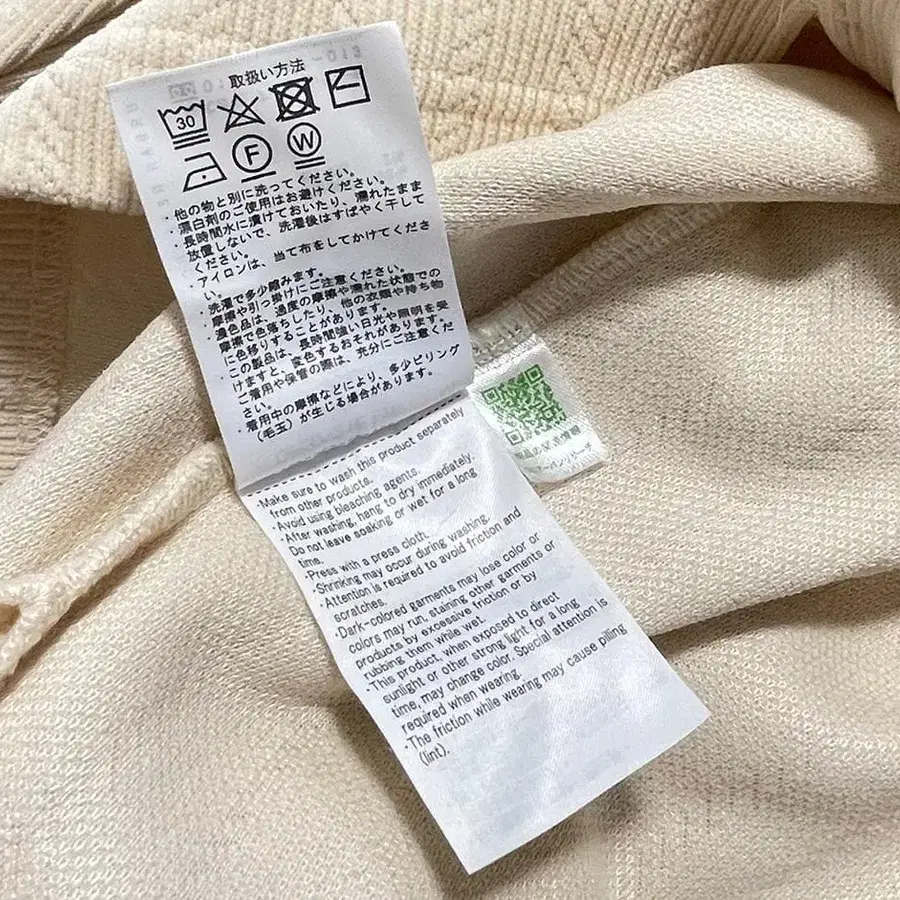 取扱い方法
30
F
W
・他の物と別に洗ってください。
漂白剤のご使用はお避けください。
・長時間水に漬けておいたり、濡れたまま
放置しないで、洗濯後はすばやく干して
ください。
・アイロンは、当て布をしてかけてくださ
い。
・洗濯で多少縮みます。
摩擦や引っ掛けにご注意ください。
・濃色品は、過度の摩擦や濡れた状態での
摩擦で色落ちしたり、他の衣類や持ち物
に色移りすることがあります。
この製品は、長時間強い日光や照明を受
けますと、変色するおそれがあります。
ご着用や保管の際は、充分にご注意くだ
さい。
・着用中の摩擦などにより、多少ピリング
（毛玉）が生じる場合があります。
・Make sure to wash this product separately
from other products.
・Avoid using bleaching agents.
・After washing, hang to dry immediately.
Do not leave soaking or wet for a long
time.
・Press with a press cloth.
・Shrinking may occur during washing.
・Attention is required to avoid friction and
scratches.
・Dark-colored garments may lose color or
colors may run, staining other garments or
products by excessive friction or by
rubbing them while wet.
・This product, when exposed to direct
sunlight or other strong light for a long
time, may change color. Special attention is
required when wearing.
・The friction while wearing may cause pilling
(lint).